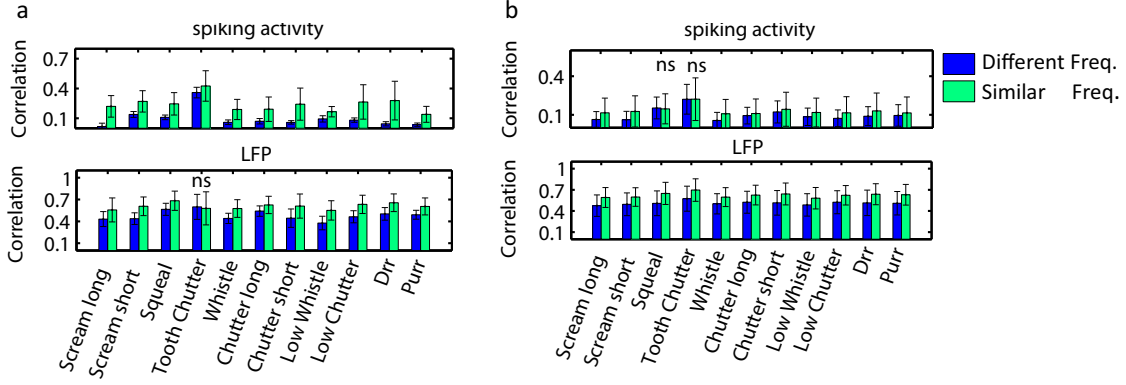 a
spiking activity
Correlation
0.7
0.4
0.1
LFP
ns
Correlation
1
0.7
0.4
0.1
Scream long
Scream short
Squeal
Tooth Chutter
Whistle
Chutter long
Chutter short
Low Whistle
Low Chutter
Drr
Purr
b
spiking activity
ns ns
Correlation
0.4
0.1
LFP
Correlation
1
0.7
0.4
0.1
Scream long
Scream short
Squeal
Tooth Chutter
Whistle
Chutter long
Chutter short
Low Whistle
Low Chutter
Drr
Purr
Different Freq.
Similar Freq.